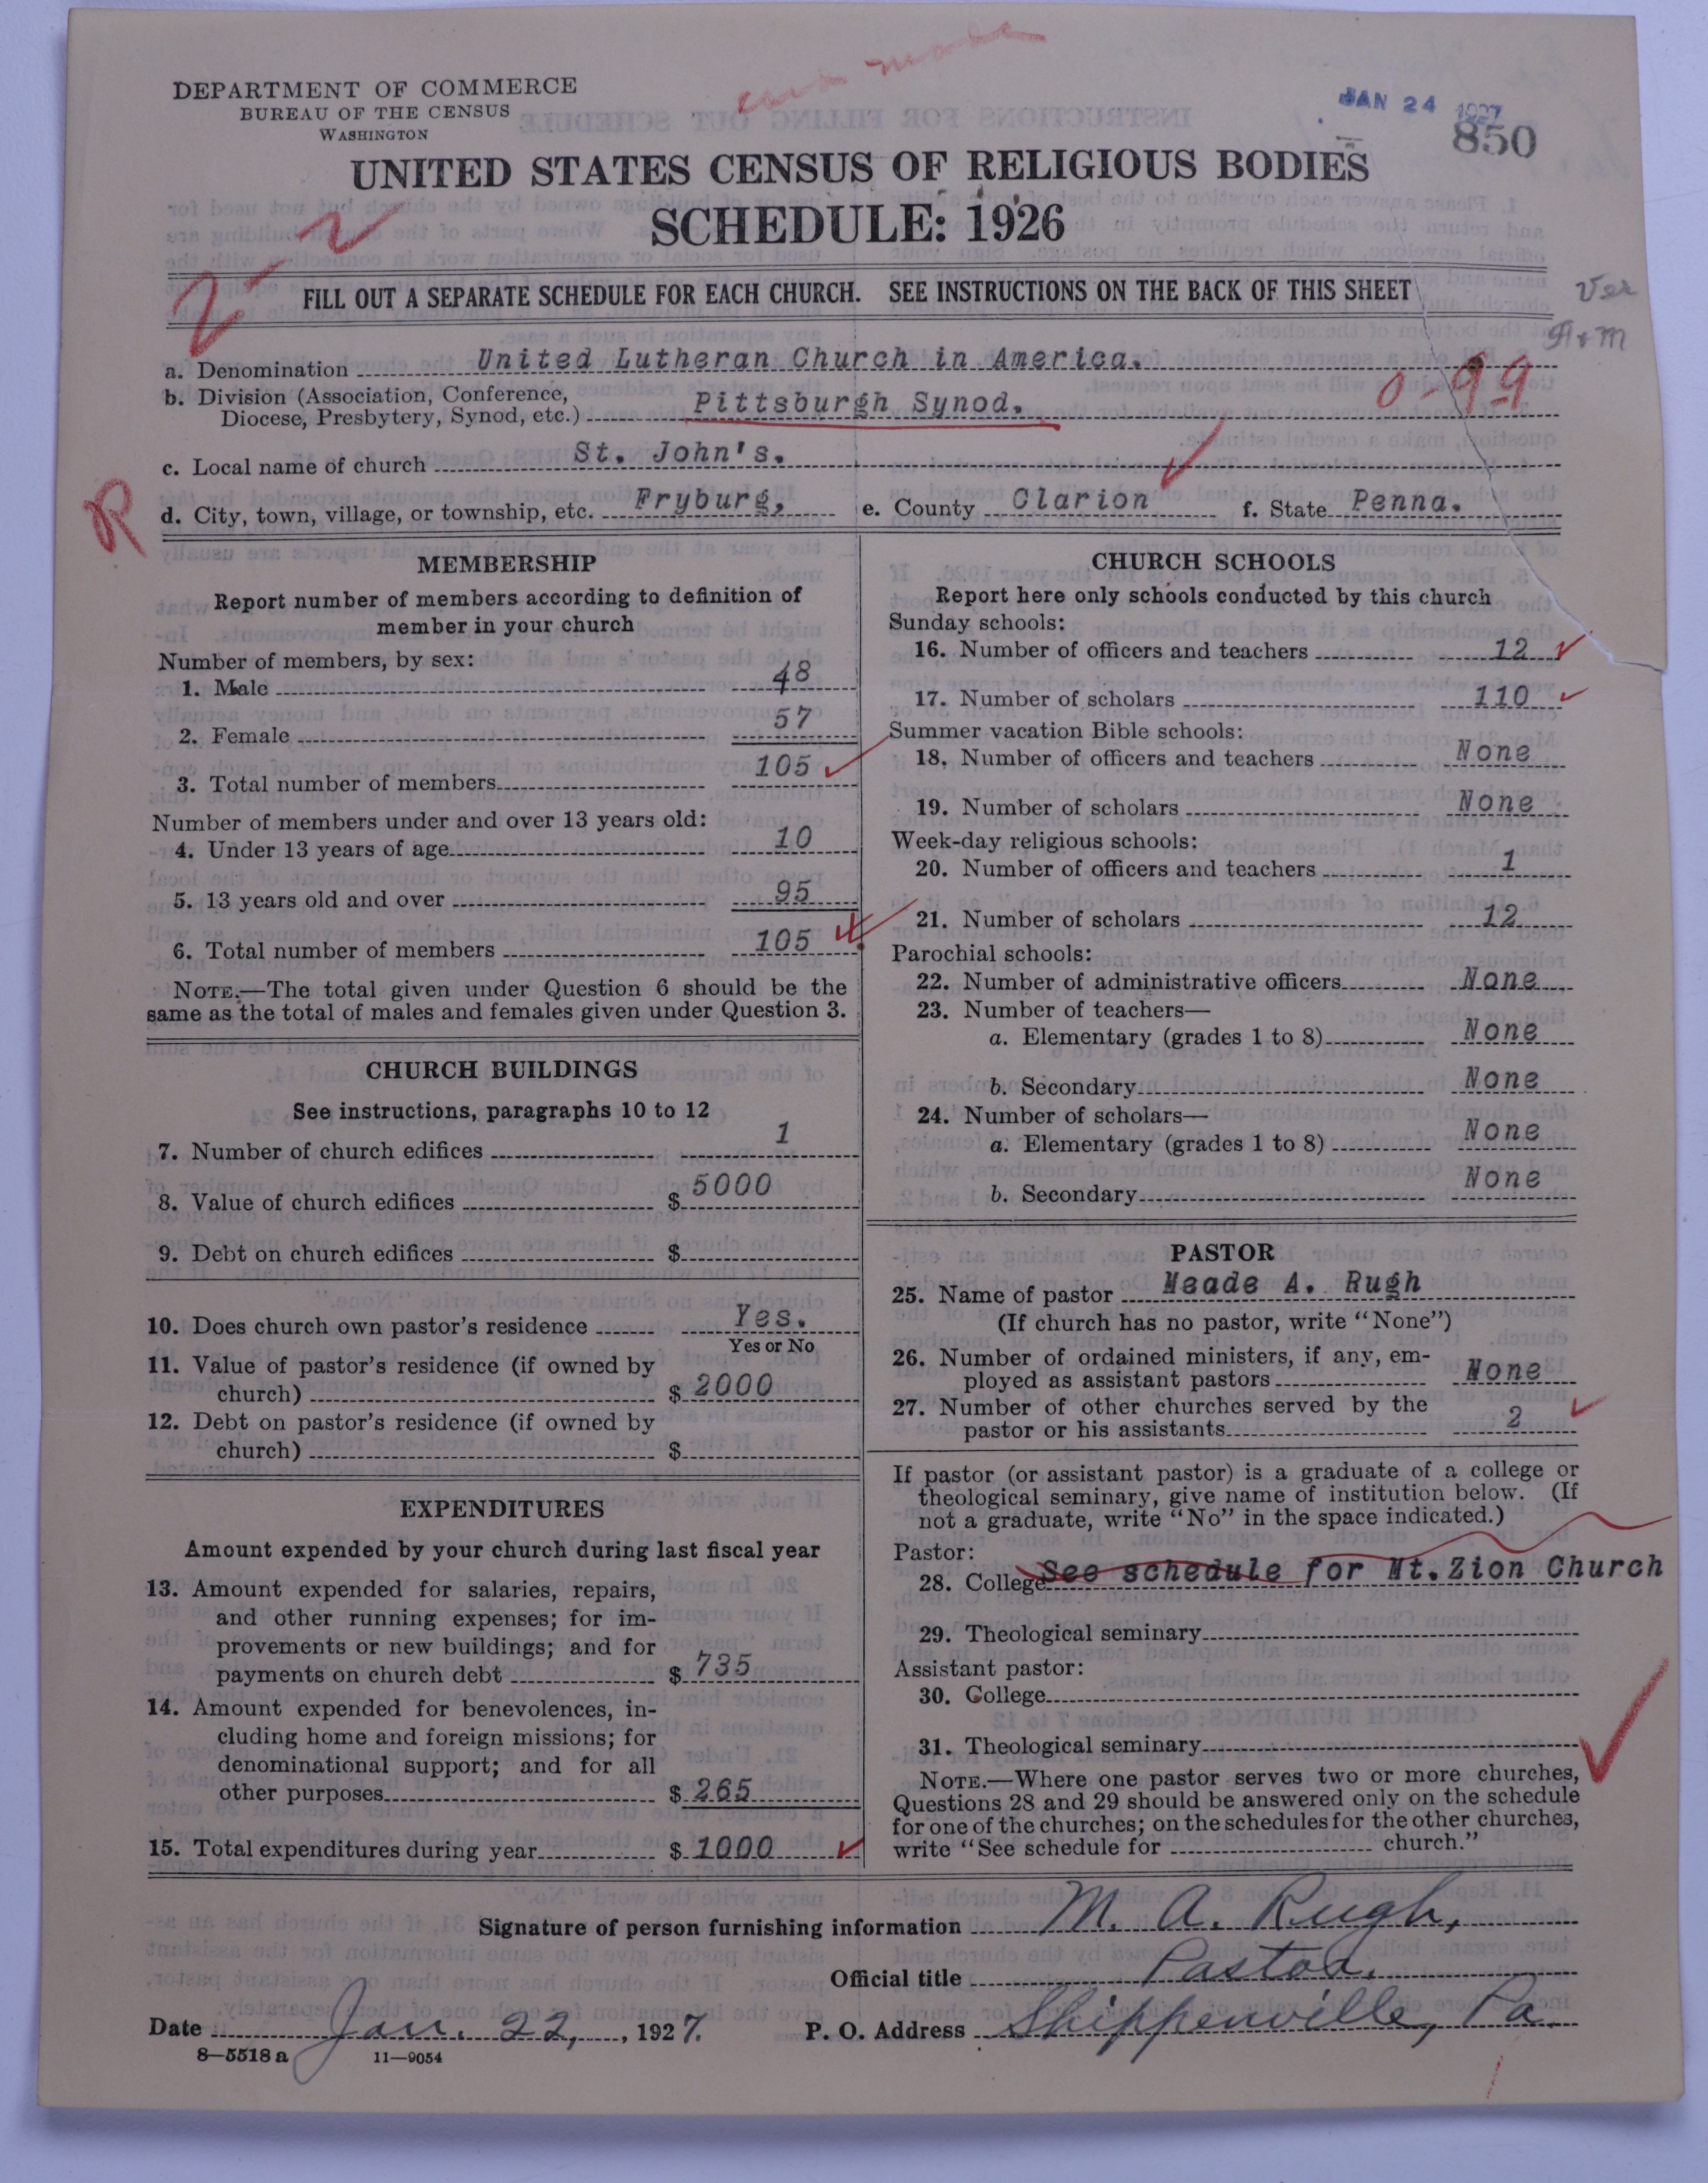 card made
DEPARTMENT OF COMMERCE
BUREAU OF THE CENSUS
WASHINGTON
JAN 24 1927
850
UNITED STATES CENSUS OF RELIGIOUS BODIES
SCHEDULE: 1926
2-2
FILL OUT A SEPARATE SCHEDULE FOR EACH CHURCH. SEE INSTRUCTIONS ON THE BACK OF THIS SHEET
Ver
a. Denomination United Lutheran Church in America.
0-99
b. Division (Association, Conference,
Diocese, Presbytery, Synod, etc.) Pittsburgh Synod.
c. Local name of church St. John's.
R
d. City, town, village, or township, etc. Fryburg, e. County Clarion f. State Penna.
MEMBERSHIP
Report number of members according to definition of
member in your church
Number of members, by sex:
1. Male 48
2. Female 57
3. Total number of members 105
Number of members under and over 13 years old:
4. Under 13 years of age 10
5. 13 years old and over 95
6. Total number of members 105
NOTE.—The total given under Question 6 should be the
same as the total of males and females given under Question 3.
CHURCH BUILDINGS
See instructions, paragraphs 10 to 12
7. Number of church edifices 1
8. Value of church edifices $ 5000
9. Debt on church edifices $
10. Does church own pastor's residence Yes.
Yes or No
11. Value of pastor's residence (if owned by
church) $ 2000
12. Debt on pastor's residence (if owned by
church) $
EXPENDITURES
Amount expended by your church during last fiscal year
13. Amount expended for salaries, repairs,
and other running expenses; for im-
provements or new buildings; and for
payments on church debt $ 735
14. Amount expended for benevolences, in-
cluding home and foreign missions; for
denominational support; and for all
other purposes $ 265
15. Total expenditures during year $ 1000
CHURCH SCHOOLS
Report here only schools conducted by this church
Sunday schools:
16. Number of officers and teachers 12
17. Number of scholars 110
Summer vacation Bible schools:
18. Number of officers and teachers None
19. Number of scholars None
Week-day religious schools:
20. Number of officers and teachers 1
21. Number of scholars 12
Parochial schools:
22. Number of administrative officers None
23. Number of teachers—
a. Elementary (grades 1 to 8) None
b. Secondary None
24. Number of scholars—
a. Elementary (grades 1 to 8) None
b. Secondary None
PASTOR
25. Name of pastor Meade A. Rugh
(If church has no pastor, write "None")
26. Number of ordained ministers, if any, em-
ployed as assistant pastors None
27. Number of other churches served by the
pastor or his assistants 2
If pastor (or assistant pastor) is a graduate of a college or
theological seminary, give name of institution below. (If
not a graduate, write "No" in the space indicated.)
Pastor:
28. College See schedule for Mt. Zion Church
29. Theological seminary
Assistant pastor:
30. College
31. Theological seminary
NOTE.—Where one pastor serves two or more churches,
Questions 28 and 29 should be answered only on the schedule
for one of the churches; on the schedules for the other churches,
write "See schedule for church."
Signature of person furnishing information M. A. Rugh,
Official title Pastor.
Date Jan. 22, 1927. P. O. Address Shippenville, Pa.
8—5518 a 11—9054